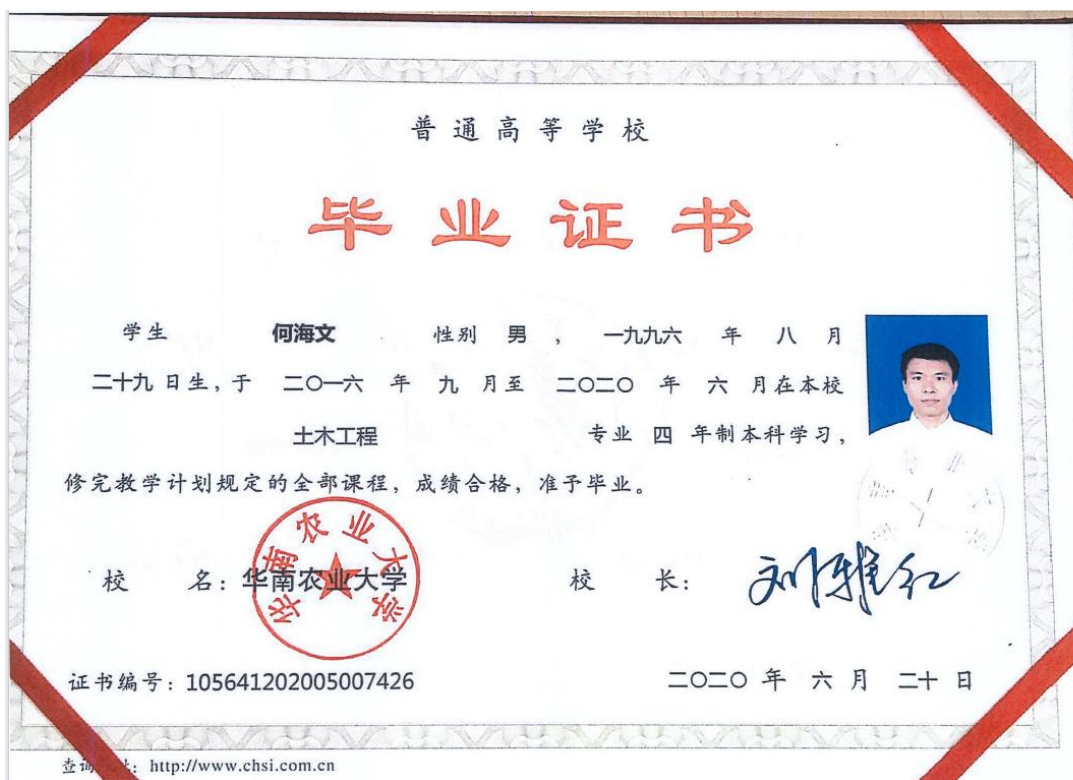 普通高等学校
毕业证书
学生 何海文 性别 男 , 一九九六 年 八 月
二十九 日生,于 二〇一六 年 九 月至 二〇二〇 年 六 月在本校
土木工程 专业 四 年制本科学习,
修完教学计划规定的全部课程,成绩合格,准予毕业。
华南农业大学
校 名:华南农业大学 校 长:刘雅红
证书编号:105641202005007426 二〇二〇 年 六 月 二十 日
查询 : http://www.chsi.com.cn